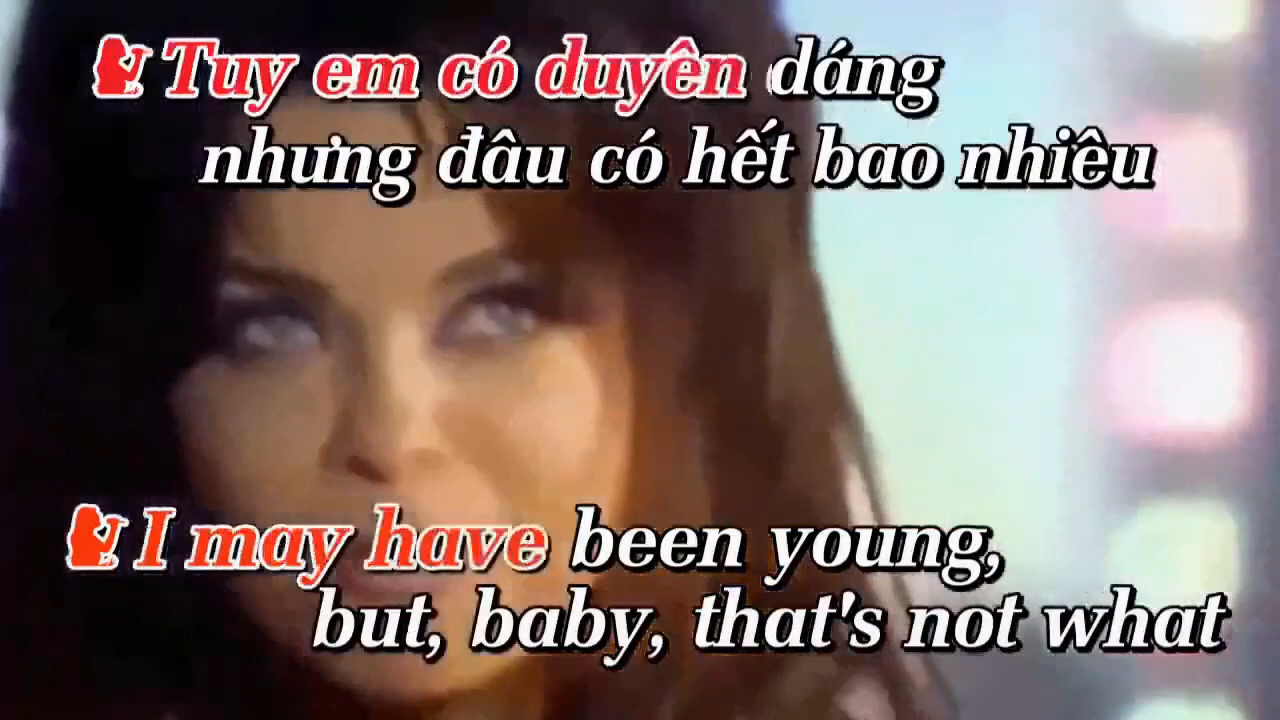 Tuy em có duyên dáng
nhưng đâu có hết bao nhiêu
I may have been young,
but, baby, that's not what